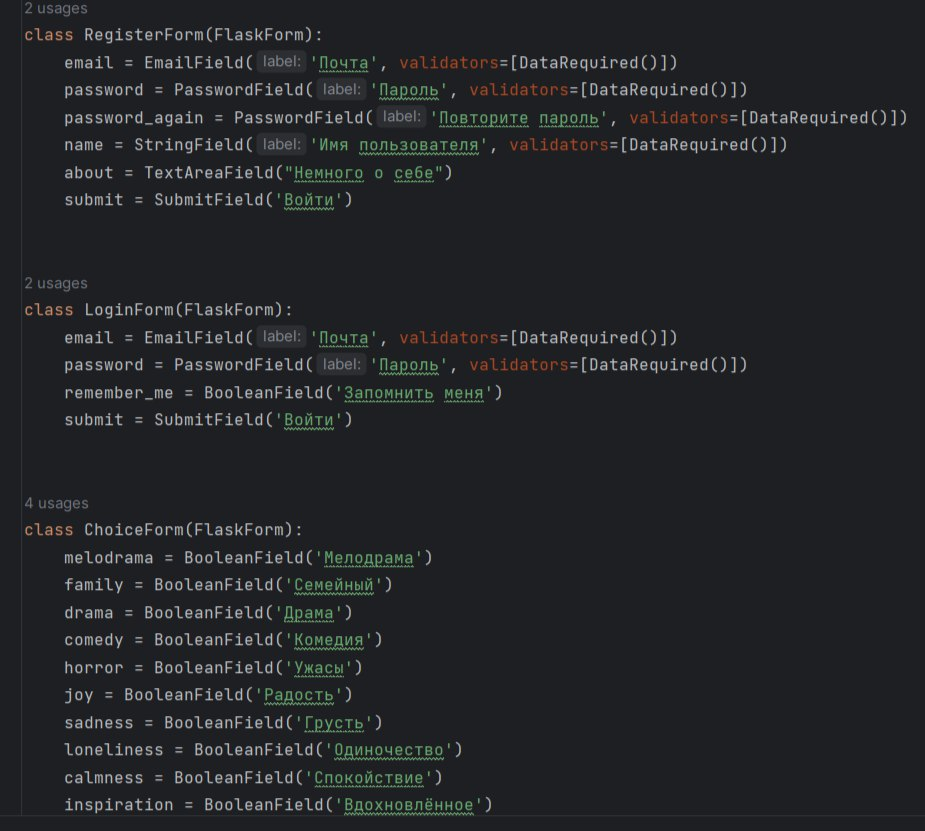 2 usages
class RegisterForm(FlaskForm):
    email = EmailField( label: 'Почта', validators=[DataRequired()])
    password = PasswordField( label: 'Пароль', validators=[DataRequired()])
    password_again = PasswordField( label: 'Повторите пароль', validators=[DataRequired()])
    name = StringField( label: 'Имя пользователя', validators=[DataRequired()])
    about = TextAreaField("Немного о себе")
    submit = SubmitField('Войти')
2 usages
class LoginForm(FlaskForm):
    email = EmailField( label: 'Почта', validators=[DataRequired()])
    password = PasswordField( label: 'Пароль', validators=[DataRequired()])
    remember_me = BooleanField('Запомнить меня')
    submit = SubmitField('Войти')
4 usages
class ChoiceForm(FlaskForm):
    melodrama = BooleanField('Мелодрама')
    family = BooleanField('Семейный')
    drama = BooleanField('Драма')
    comedy = BooleanField('Комедия')
    horror = BooleanField('Ужасы')
    joy = BooleanField('Радость')
    sadness = BooleanField('Грусть')
    loneliness = BooleanField('Одиночество')
    calmness = BooleanField('Спокойствие')
    inspiration = BooleanField('Вдохновлённое')